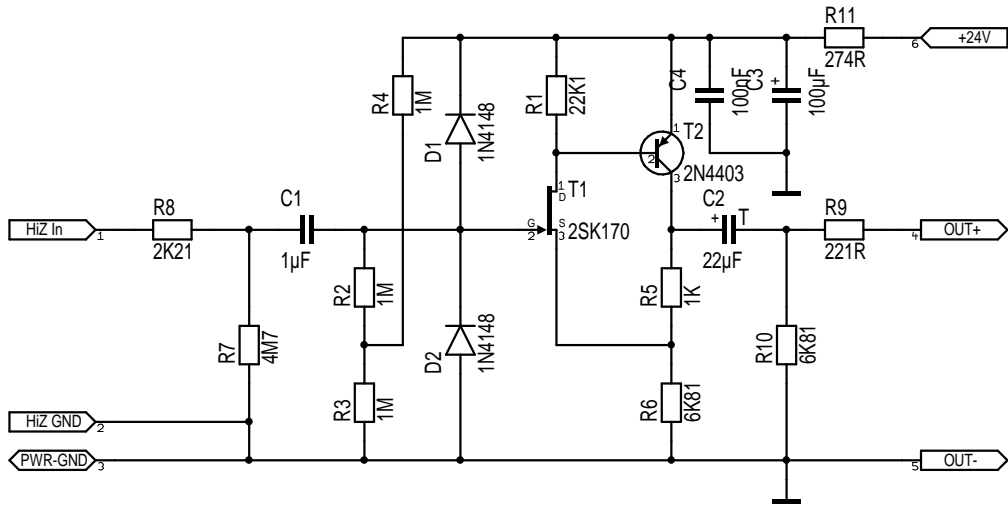 R11
+24V
6
274R
R4
1M
D1
1N4148
R1
22K1
C4
100nF
C3
+
100µF
1
T2
2
2N4403
3
1
D
T1
C2
+
T
22µF
HiZ In
1
R8
2K21
C1
1µF
G
2
S
3
2SK170
R9
221R
4
OUT+
R2
1M
R5
1K
R7
4M7
D2
1N4148
R10
6K81
R3
1M
R6
6K81
HiZ GND
2
PWR-GND
3
5
OUT-